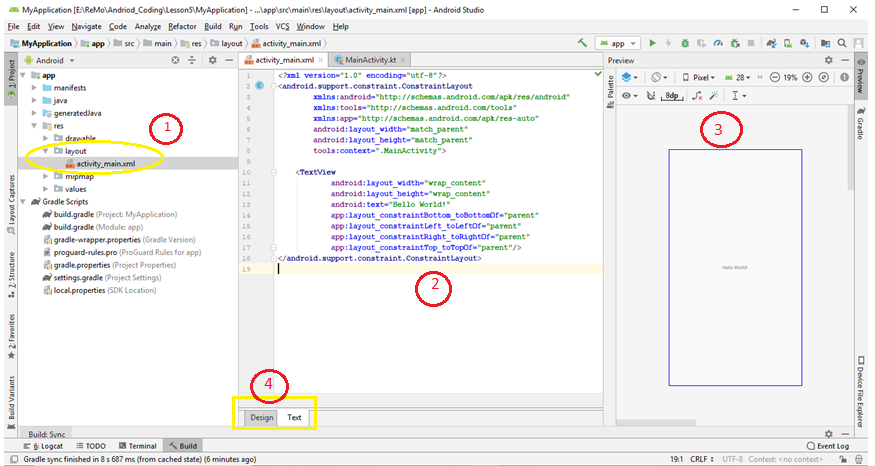 MyApplication [E:\ReMo\Andriod_Coding\Lesson5\MyApplication] - ...\app\src\main\res\layout\activity_main.xml [app] - Android Studio
File Edit View Navigate Code Analyze Refactor Build Run Tools VCS Window Help
MyApplication app src main res layout activity_main.xml app
1: Project
Layout Captures
7: Structure
2: Favorites
Build Variants
Android
app
manifests
java
generatedJava
res
drawable
layout
activity_main.xml
mipmap
values
Gradle Scripts
build.gradle (Project: MyApplication)
build.gradle (Module: app)
gradle-wrapper.properties (Gradle Version)
proguard-rules.pro (ProGuard Rules for app)
gradle.properties (Project Properties)
settings.gradle (Project Settings)
local.properties (SDK Location)
1
activity_main.xml MainActivity.kt
1 <?xml version="1.0" encoding="utf-8"?>
2 <android.support.constraint.ConstraintLayout
3 xmlns:android="http://schemas.android.com/apk/res/android"
4 xmlns:tools="http://schemas.android.com/tools"
5 xmlns:app="http://schemas.android.com/apk/res-auto"
6 android:layout_width="match_parent"
7 android:layout_height="match_parent"
8 tools:context=".MainActivity">
9
10 <TextView
11 android:layout_width="wrap_content"
12 android:layout_height="wrap_content"
13 android:text="Hello World!"
14 app:layout_constraintBottom_toBottomOf="parent"
15 app:layout_constraintLeft_toLeftOf="parent"
16 app:layout_constraintRight_toRightOf="parent"
17 app:layout_constraintTop_toTopOf="parent"/>
18 </android.support.constraint.ConstraintLayout>
19
2
4
Design Text
Palette
Preview
Pixel 28 19%
8dp
3
Hello World!
Preview
Gradle
Device File Explorer
Build: Sync
6: Logcat TODO Terminal Build Event Log
Gradle sync finished in 8 s 687 ms (from cached state) (6 minutes ago) 19:1 CRLF UTF-8 Context: <no context>